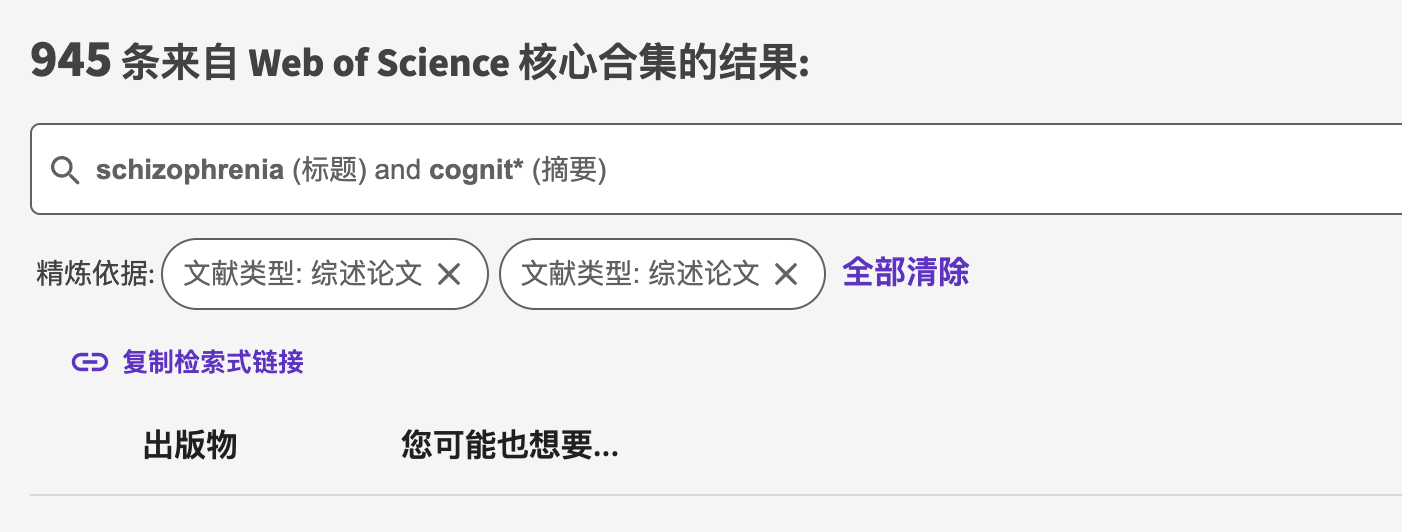 945 条来自 Web of Science 核心合集的结果:
schizophrenia (标题) and cognit* (摘要)
精炼依据: 文献类型: 综述论文 文献类型: 综述论文 全部清除
复制检索式链接
出版物 您可能也想要...